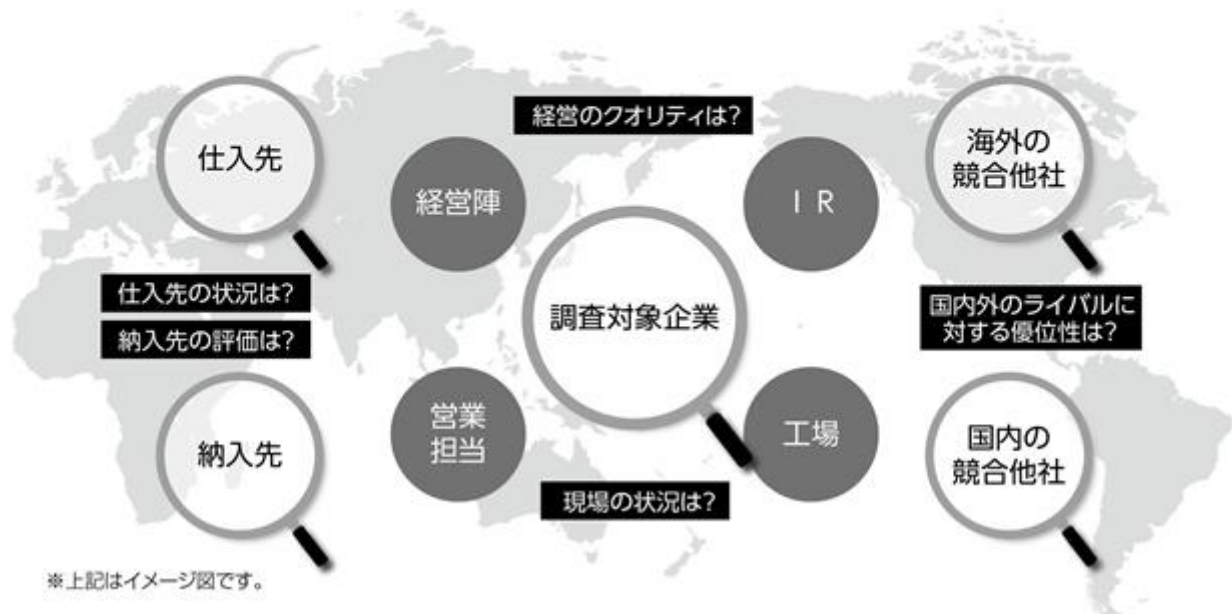 経営のクオリティは?
仕入先
経営陣
ＩＲ
海外の
競合他社
仕入先の状況は?
納入先の評価は?
調査対象企業
国内外のライバルに
対する優位性は?
納入先
営業
担当
工場
国内の
競合他社
現場の状況は?
※上記はイメージ図です。